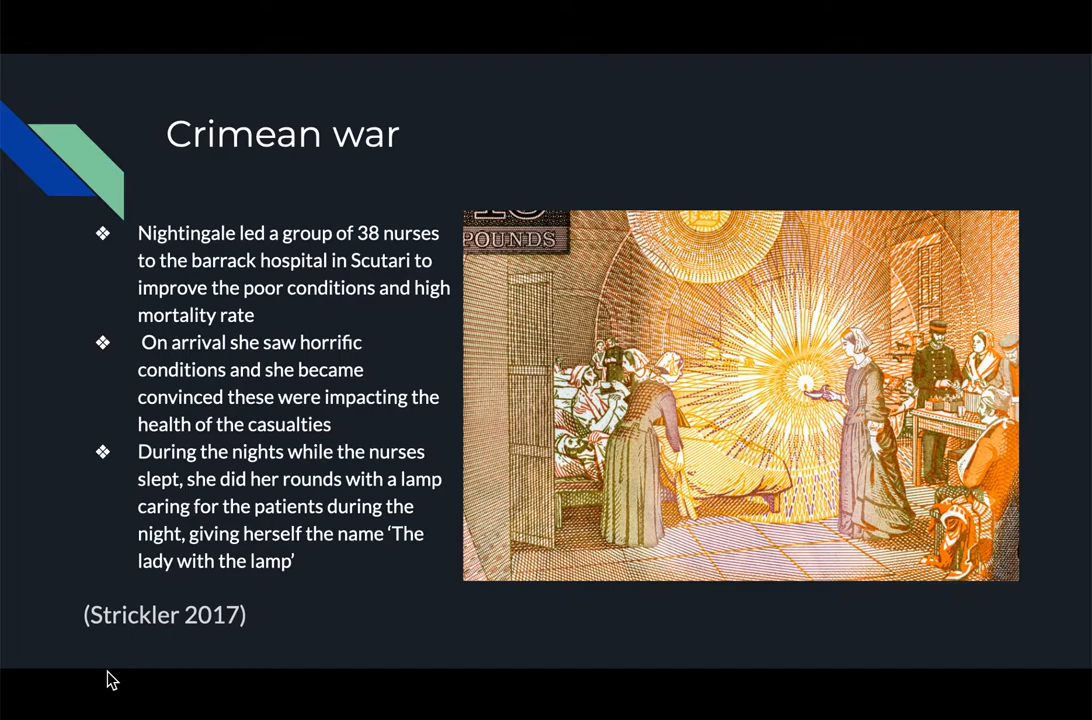 Crimean war
❖ Nightingale led a group of 38 nurses
to the barrack hospital in Scutari to
improve the poor conditions and high
mortality rate
❖ On arrival she saw horrific
conditions and she became
convinced these were impacting the
health of the casualties
❖ During the nights while the nurses
slept, she did her rounds with a lamp
caring for the patients during the
night, giving herself the name ‘The
lady with the lamp’
(Strickler 2017)
POUNDS